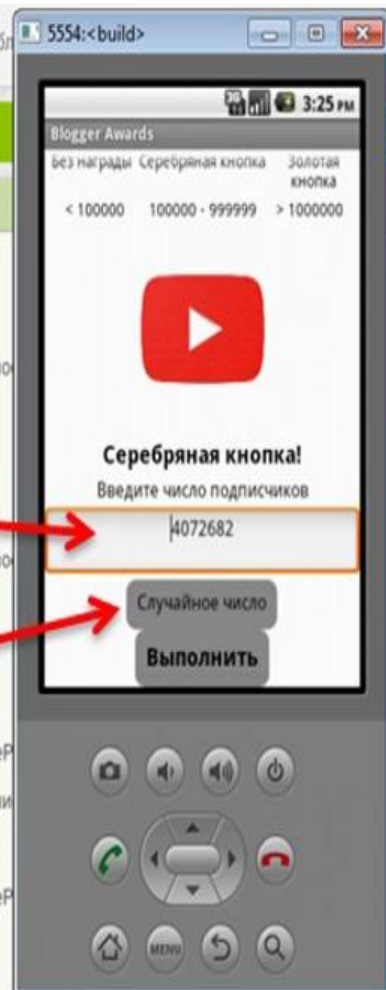 5554:<build>
3G
3:25 PM
Blogger Awards
Без награды Серебряная кнопка Золотая
кнопка
< 100000 100000 - 999999 > 1000000
Серебряная кнопка!
Введите число подписчиков
4072682
Случайное число
Выполнить
MENU